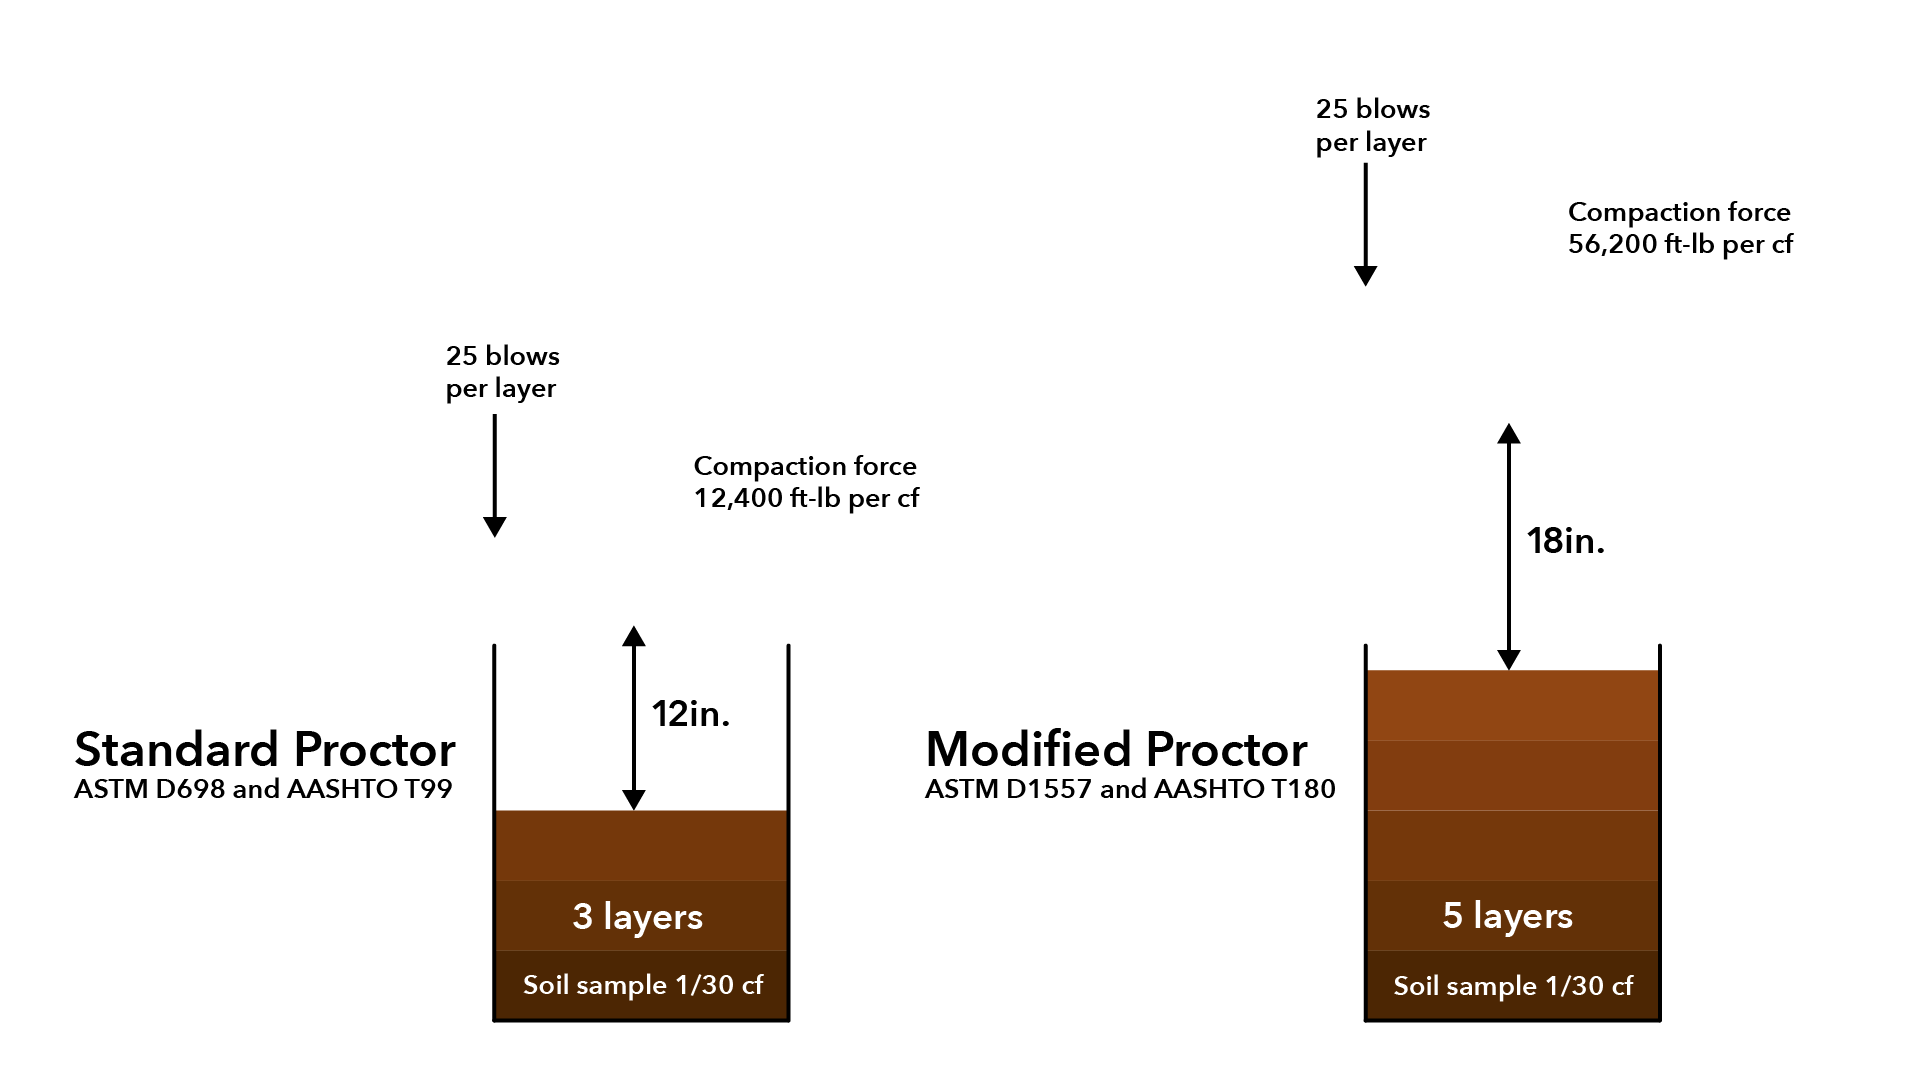 25 blows
per layer
Compaction force
12,400 ft-lb per cf
12in.
Standard Proctor
ASTM D698 and AASHTO T99
3 layers
Soil sample 1/30 cf
25 blows
per layer
Compaction force
56,200 ft-lb per cf
18in.
Modified Proctor
ASTM D1557 and AASHTO T180
5 layers
Soil sample 1/30 cf